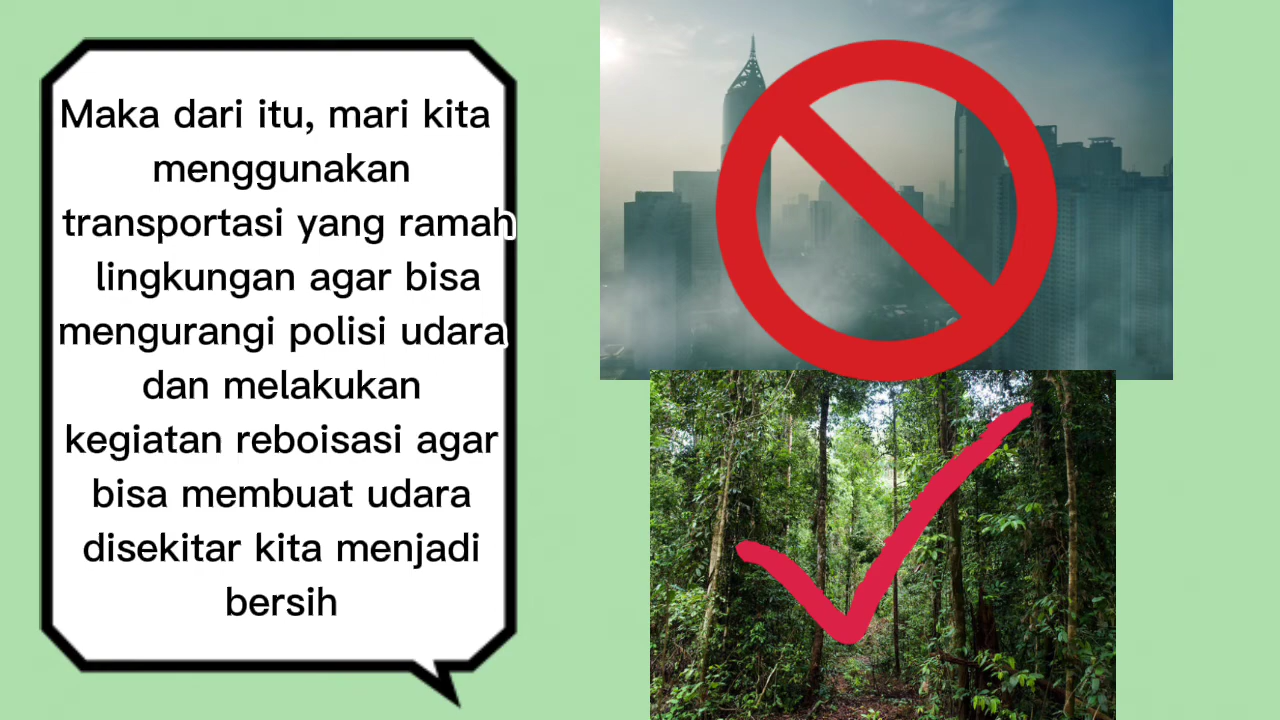 Maka dari itu, mari kita
menggunakan
transportasi yang ramah
lingkungan agar bisa
mengurangi polisi udara
dan melakukan
kegiatan reboisasi agar
bisa membuat udara
disekitar kita menjadi
bersih